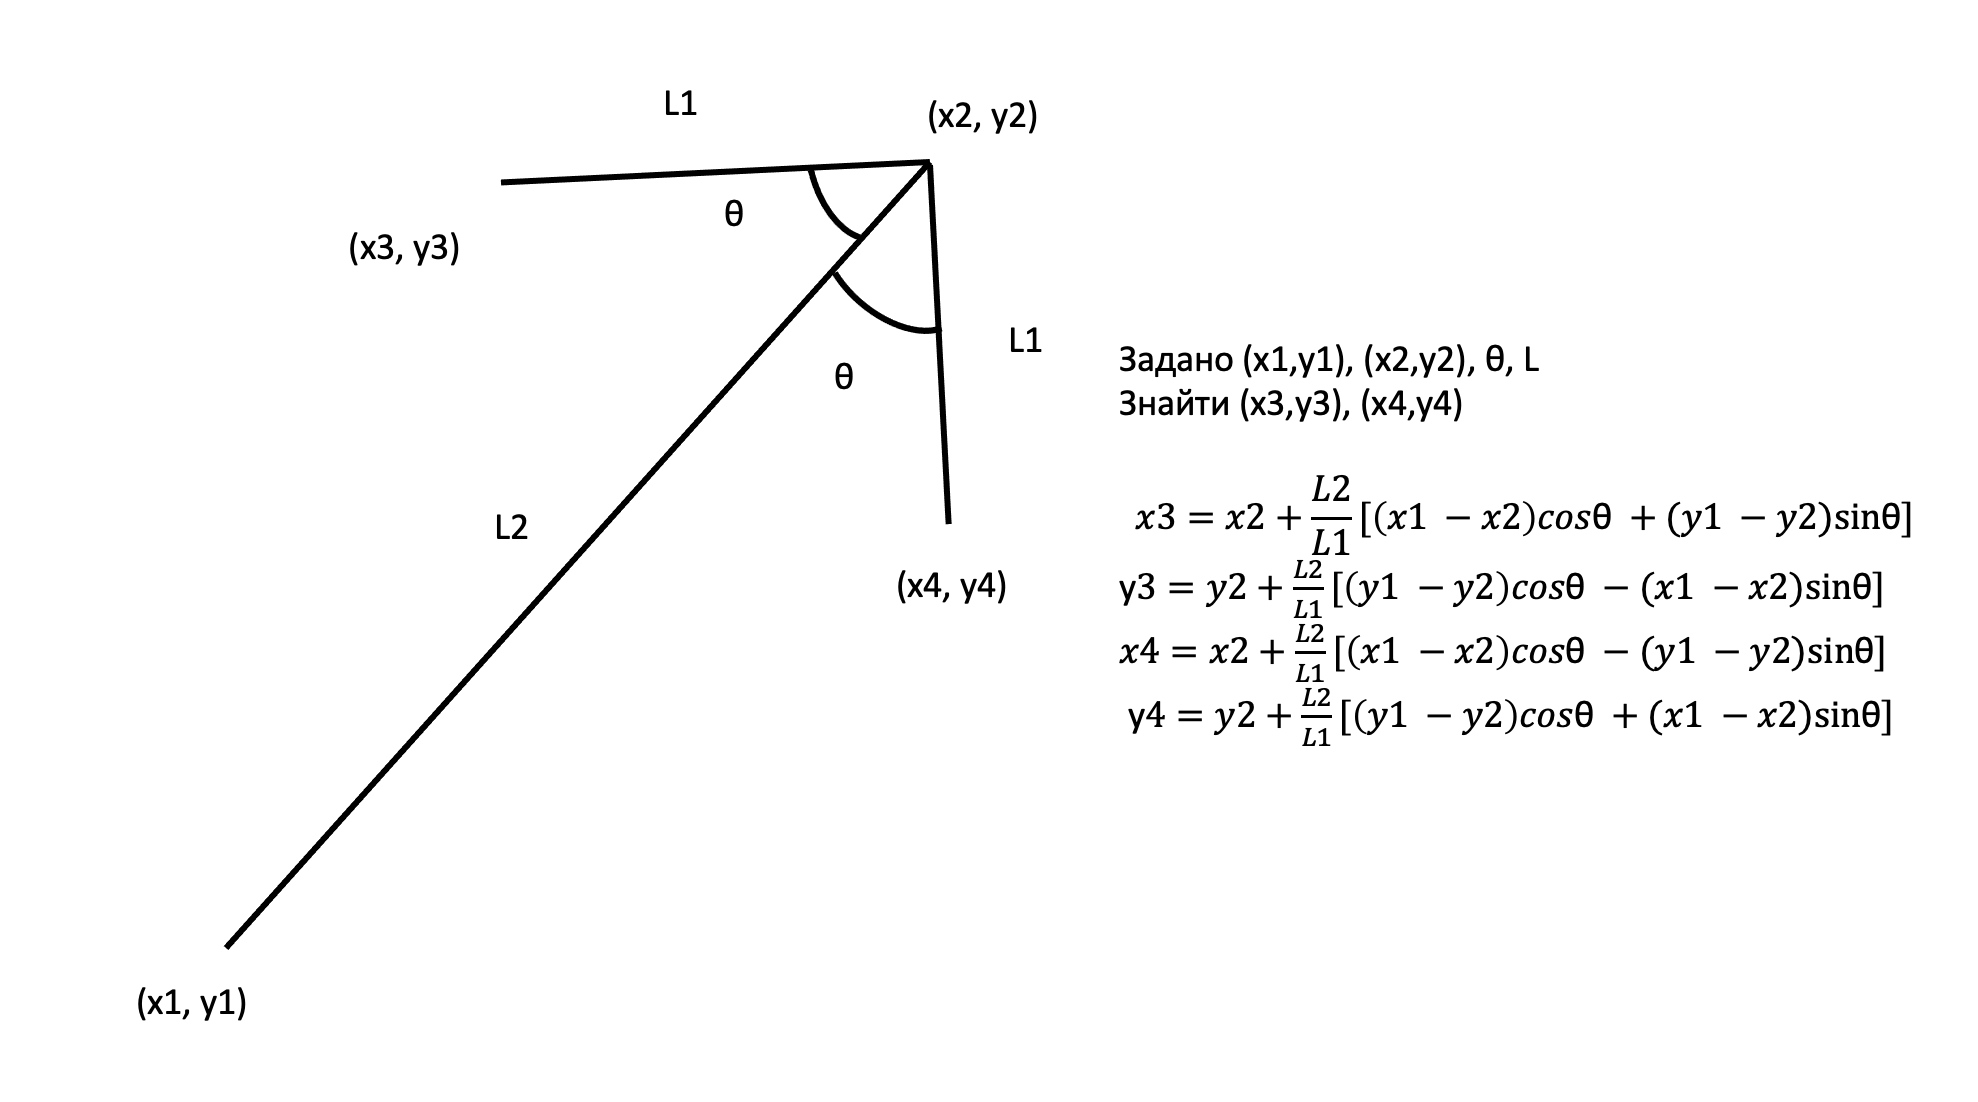 L1
(x2, y2)
θ
(x3, y3)
L1
θ
L2
(x4, y4)
(x1, y1)
Задано (x1,y1), (x2,y2), θ, L
Знайти (x3,y3), (x4,y4)
x3 = x2 + L2/L1 [(x1 − x2)cosθ + (y1 − y2)sinθ]
y3 = y2 + L2/L1 [(y1 − y2)cosθ − (x1 − x2)sinθ]
x4 = x2 + L2/L1 [(x1 − x2)cosθ − (y1 − y2)sinθ]
y4 = y2 + L2/L1 [(y1 − y2)cosθ + (x1 − x2)sinθ]